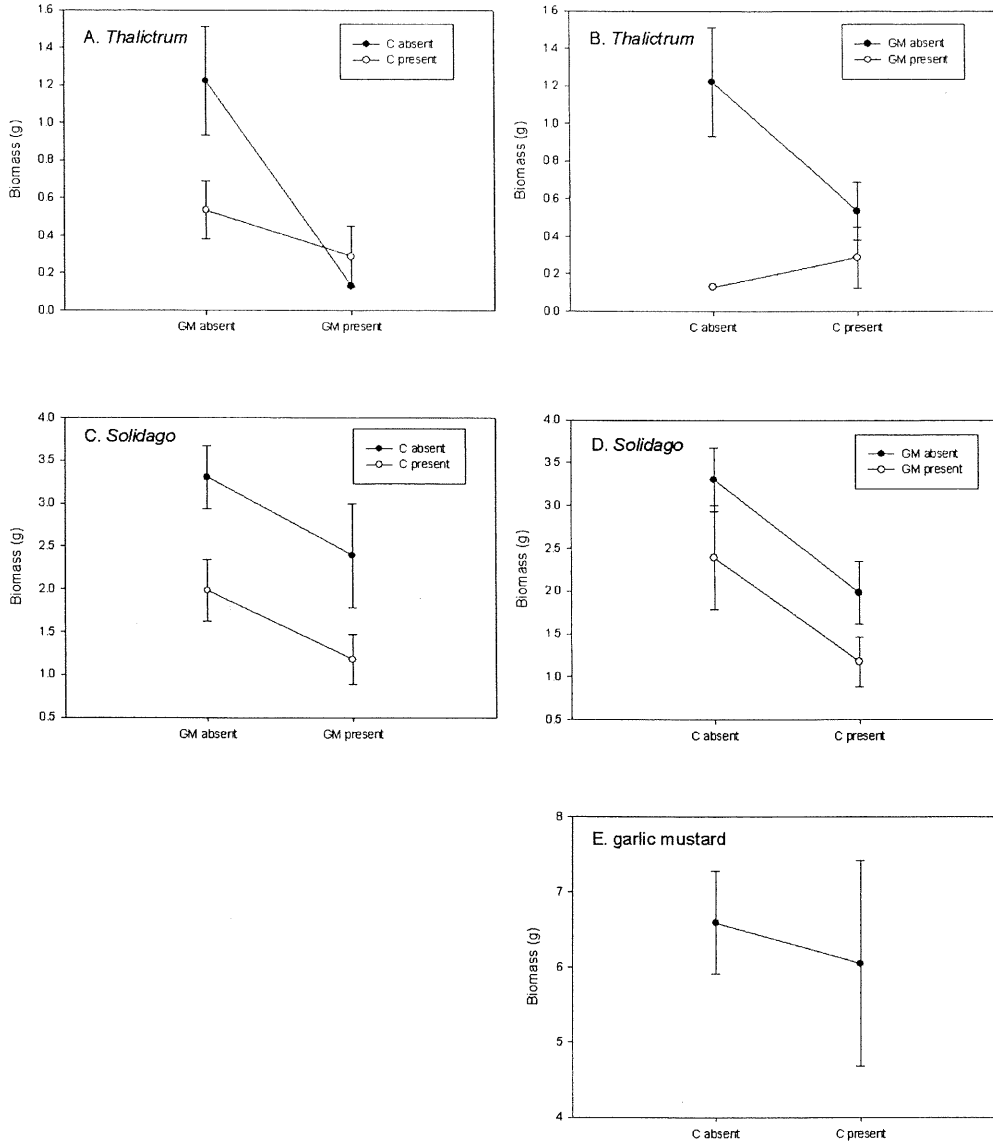 A. Thalictrum
C absent
C present
1.6
1.4
1.2
1.0
0.8
0.6
0.4
0.2
0.0
Biomass (g)
GM absent
GM present
B. Thalictrum
GM absent
GM present
1.6
1.4
1.2
1.0
0.8
0.6
0.4
0.2
0.0
Biomass (g)
C absent
C present
C. Solidago
C absent
C present
4.0
3.5
3.0
2.5
2.0
1.5
1.0
0.5
Biomass (g)
GM absent
GM present
D. Solidago
GM absent
GM present
4.0
3.5
3.0
2.5
2.0
1.5
1.0
0.5
Biomass (g)
C absent
C present
E. garlic mustard
8
7
6
5
4
Biomass (g)
C absent
C present